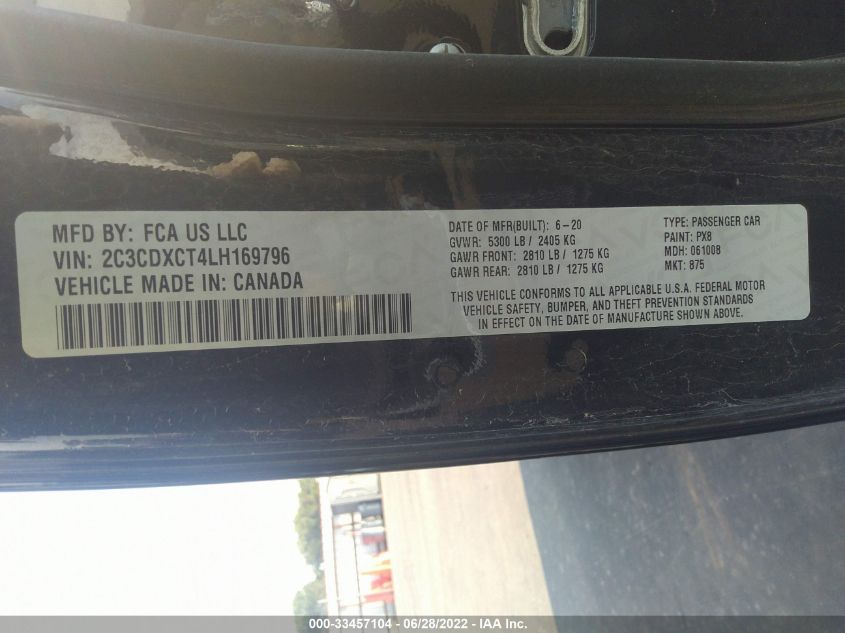 MFD BY: FCA US LLC
VIN: 2C3CDXCT4LH169796
VEHICLE MADE IN: CANADA
DATE OF MFR(BUILT): 6-20
GVWR: 5300 LB / 2405 KG
GAWR FRONT: 2810 LB / 1275 KG
GAWR REAR: 2810 LB / 1275 KG
TYPE: PASSENGER CAR
PAINT: PX8
MDH: 061008
MKT: 875
THIS VEHICLE CONFORMS TO ALL APPLICABLE U.S.A. FEDERAL MOTOR
VEHICLE SAFETY, BUMPER, AND THEFT PREVENTION STANDARDS
IN EFFECT ON THE DATE OF MANUFACTURE SHOWN ABOVE.
000-33457104 - 06/28/2022 - IAA Inc.